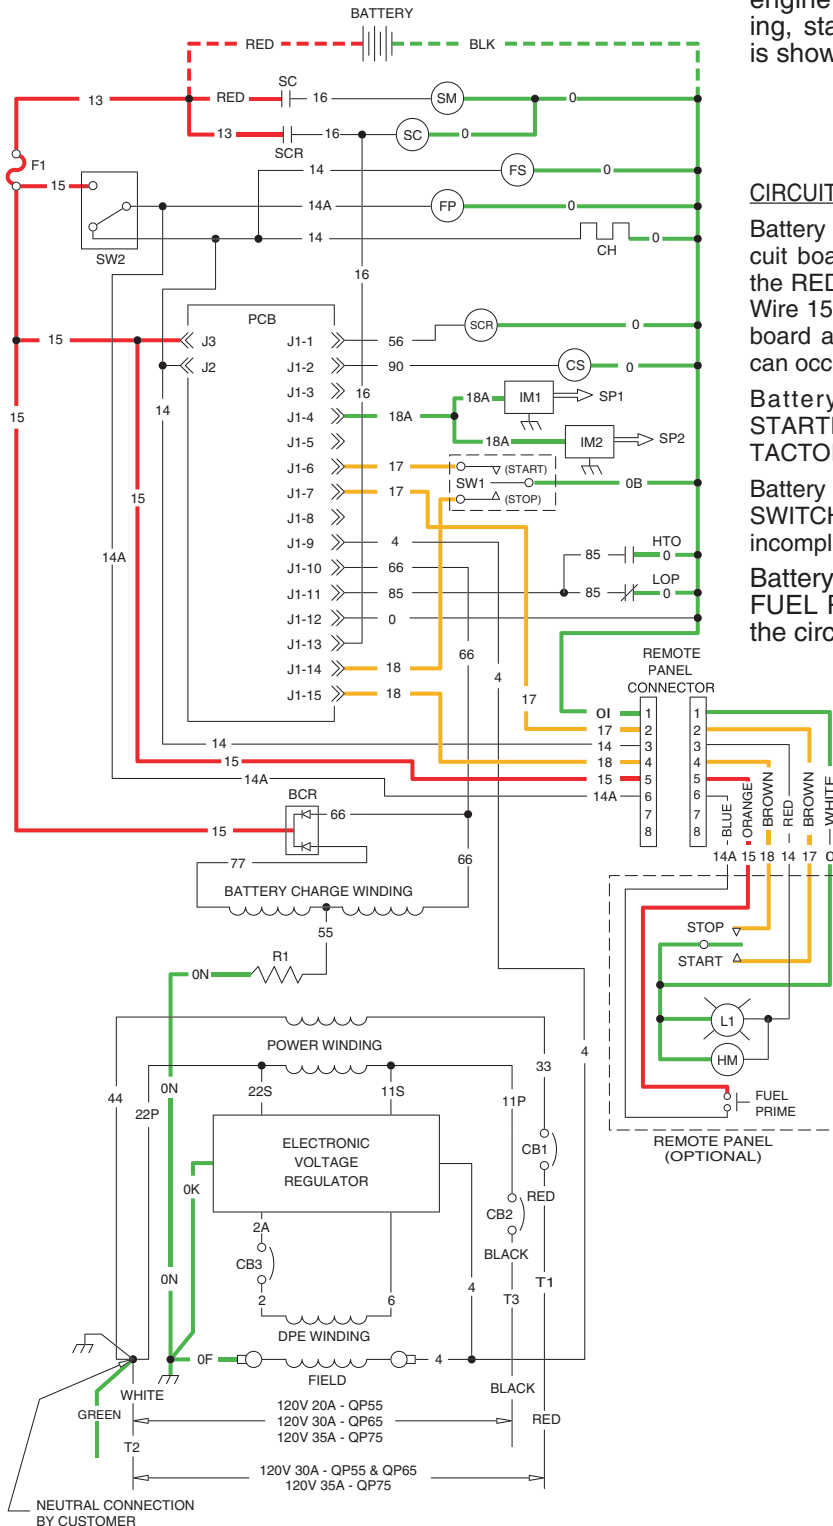 BATTERY
RED
BLK
engine
ing, sta
is show
13
RED
SC
16
SM
0
13
SCR
16
SC
0
F1
15
SW2
14
FS
0
14A
FP
0
14
CH
0
16
CIRCUIT
Battery
cuit boa
the RED
Wire 15
board a
can occ
Battery
STARTE
TACTOR
Battery
SWITCH
incompl
Battery
FUEL P
the circ
PCB
15
J3
J2
J1-1
56
SCR
0
J1-2
90
CS
0
J1-3
16
J1-4
18A
18A
IM1
SP1
18A
IM2
SP2
J1-5
J1-6
17
SW1
(START)
(STOP)
0B
J1-7
17
J1-8
J1-9
4
J1-10
66
J1-11
85
85
HTO
0
85
LOP
0
J1-12
0
J1-13
J1-14
18
J1-15
18
15
14
15
14A
66
4
17
REMOTE
PANEL
CONNECTOR
OI
1
1
17
2
2
14
3
3
18
4
4
15
5
5
14A
6
6
7
7
8
8
14
15
14A
BLUE
ORANGE
BROWN
RED
BROWN
WHITE
14A
15
18
14
17
0
BCR
15
66
77
66
BATTERY CHARGE WINDING
55
R1
0N
STOP
START
L1
HM
FUEL
PRIME
REMOTE PANEL
(OPTIONAL)
POWER WINDING
44
22P
0N
22S
11S
11P
33
4
ELECTRONIC
VOLTAGE
REGULATOR
0K
CB1
RED
CB2
BLACK
2A
CB3
2
6
4
T3
T1
0N
DPE WINDING
0F
FIELD
4
WHITE
GREEN
T2
BLACK
RED
120V 20A - QP55
120V 30A - QP65
120V 35A - QP75
120V 30A - QP55 & QP65
120V 35A - QP75
NEUTRAL CONNECTION
BY CUSTOMER